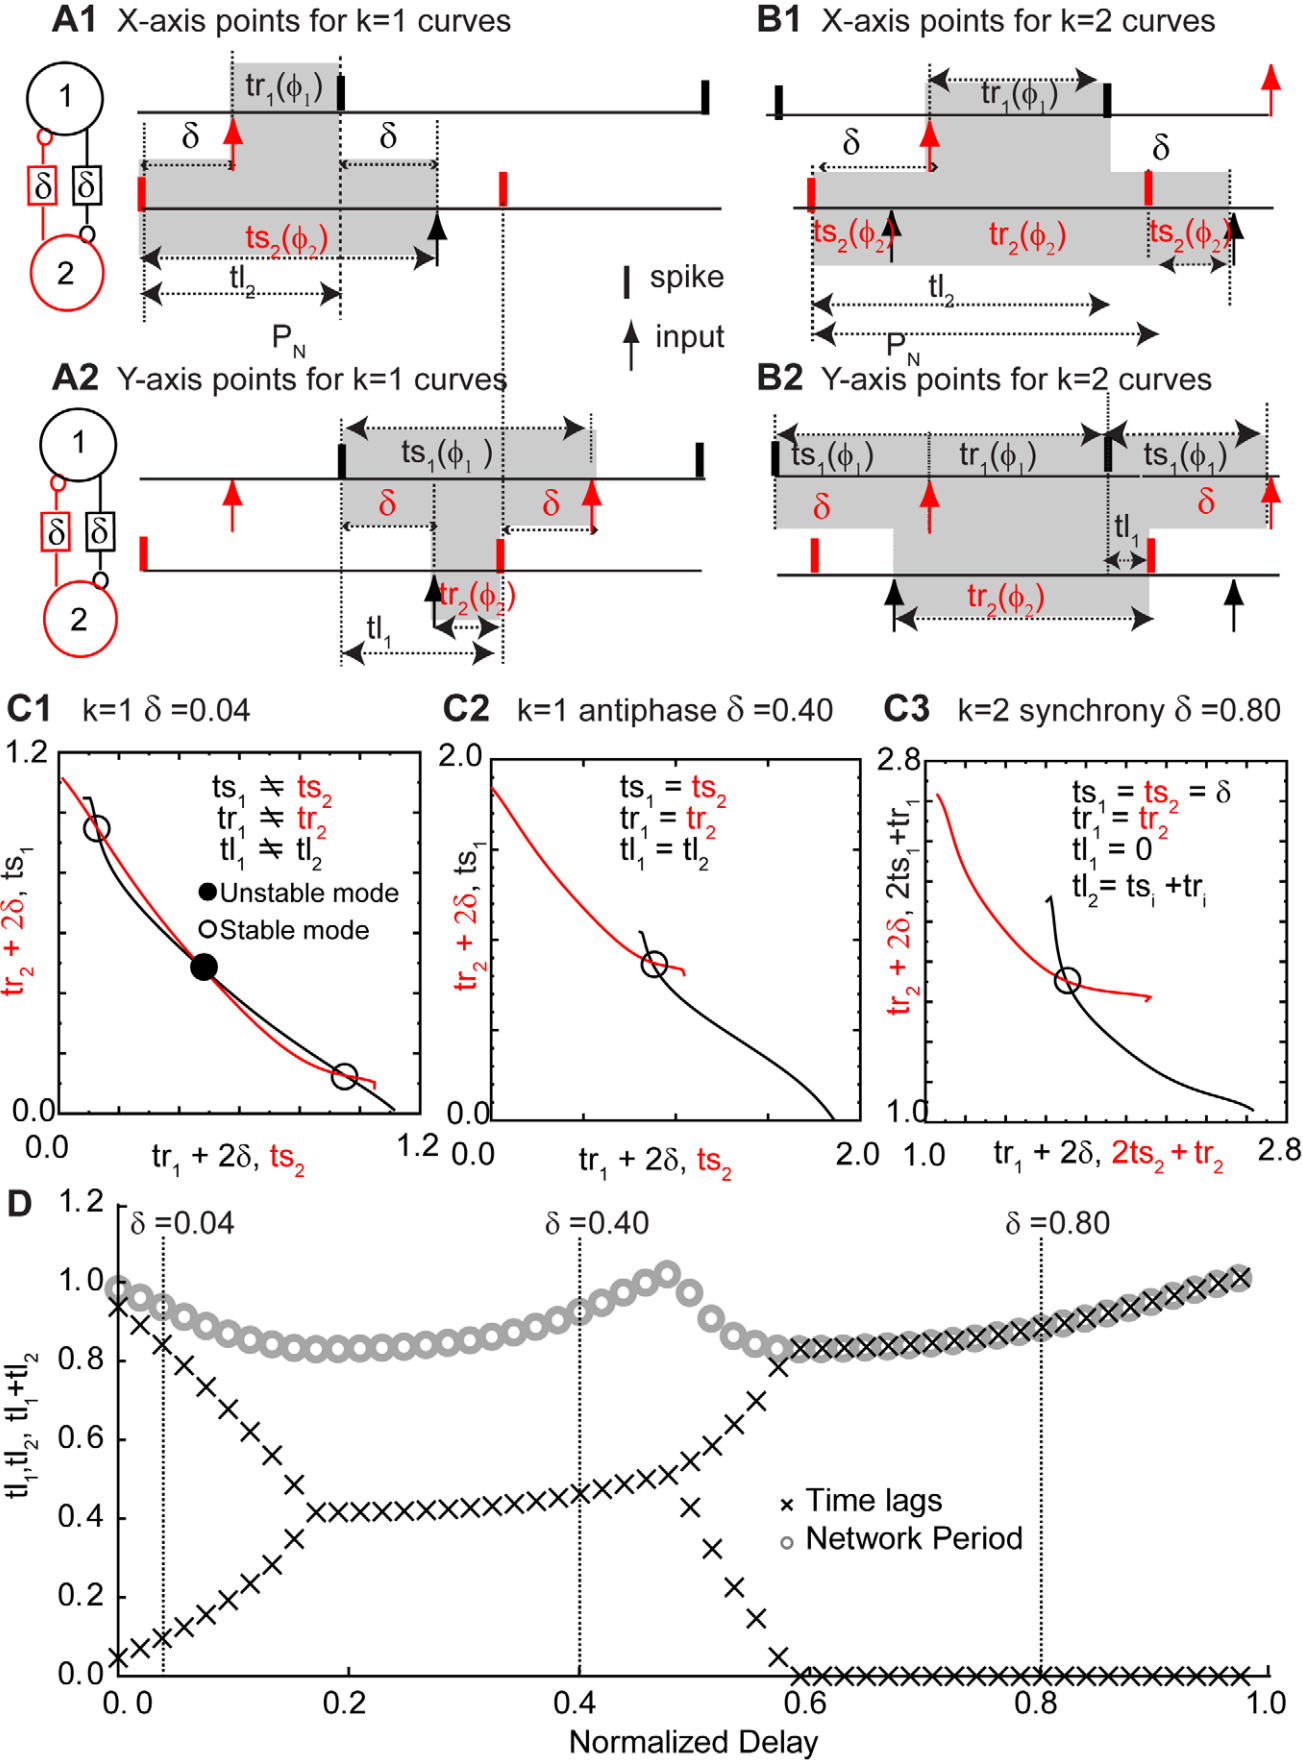 A1 X-axis points for k=1 curves
1
tr1(ϕ1)
δ
δ
δ δ
ts2(ϕ2)
2
tl2
PN
spike
input
B1 X-axis points for k=2 curves
tr1(ϕ1)
δ
δ
ts2(ϕ2) tr2(ϕ2) ts2(ϕ2)
tl2
PN
A2 Y-axis points for k=1 curves
1
ts1(ϕ1)
δ
δ
δ δ
tr2(ϕ2)
2
tl1
B2 Y-axis points for k=2 curves
ts1(ϕ1) tr1(ϕ1) ts1(ϕ1)
δ
δ
tl1
tr2(ϕ2)
C1 k=1 δ =0.04
1.2
ts1 ≠ ts2
tr1 ≠ tr2
tl1 ≠ tl2
Unstable mode
Stable mode
tr2 + 2δ, ts1
0.0
0.0
1.2
tr1 + 2δ, ts2
C2 k=1 antiphase δ =0.40
2.0
ts1 = ts2
tr1 = tr2
tl1 = tl2
tr2 + 2δ, ts1
0.0
0.0
2.0
tr1 + 2δ, ts2
C3 k=2 synchrony δ =0.80
2.8
ts1 = ts2 = δ
tr1 = tr2
tl1 = 0
tl2= tsi +tri
tr2 + 2δ, 2ts1+tr1
1.0
1.0
2.8
tr1 + 2δ, 2ts2 + tr2
D
1.2
δ =0.04
δ =0.40
δ =0.80
1.0
0.8
0.6
0.4
0.2
0.0
tl1,tl2, tl1+tl2
Time lags
Network Period
0.0 0.2 0.4 0.6 0.8 1.0
Normalized Delay